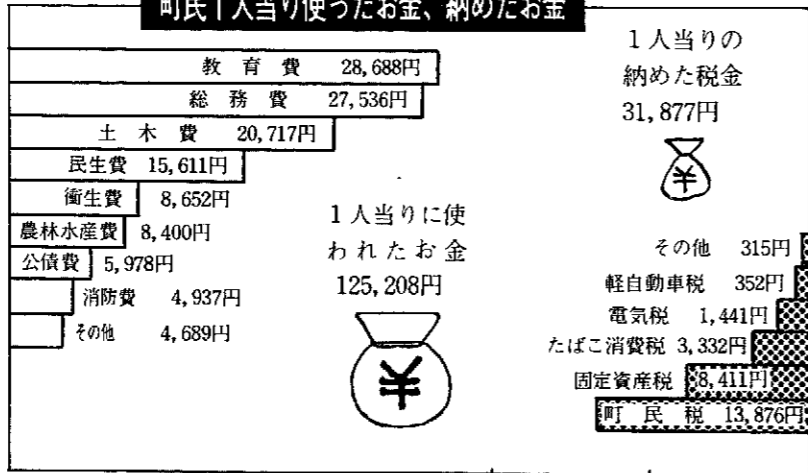 町民1人当り使ったお金、納めたお金
教育費 28,688円
総務費 27,536円
土木費 20,717円
民生費 15,611円
衛生費 8,652円
農林水産費 8,400円
公債費 5,978円
消防費 4,937円
その他 4,689円
1人当りに使
われたお金
125,208円
¥
1人当りの
納めた税金
31,877円
¥
その他 315円
軽自動車税 352円
電気税 1,441円
たばこ消費税 3,332円
固定資産税 8,411円
町民税 13,876円